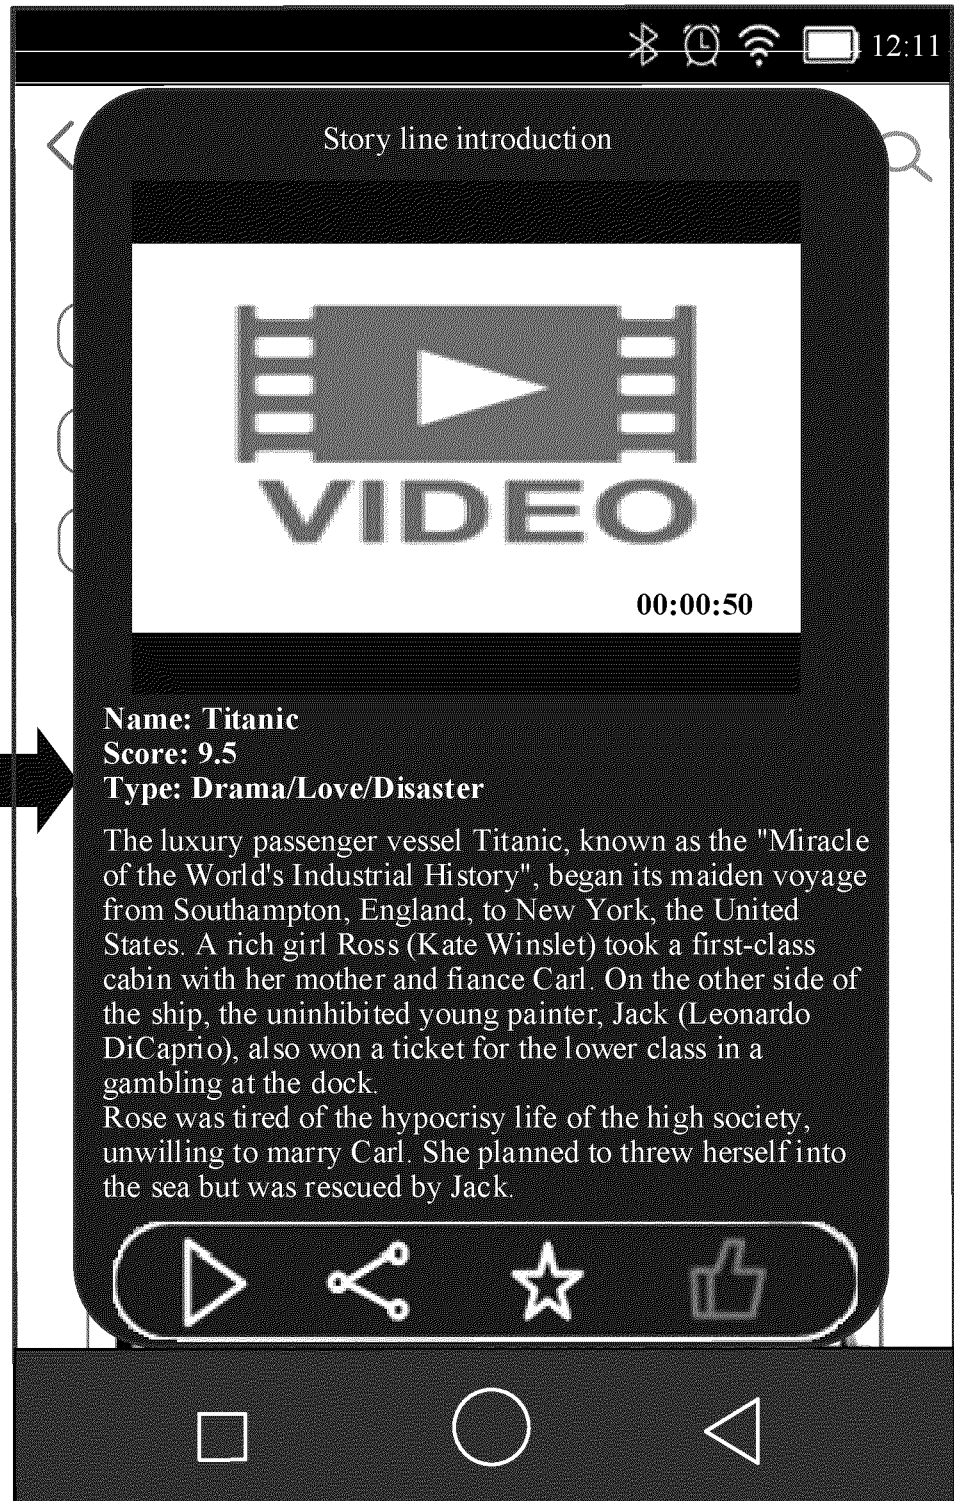 12:11
Story line introduction
VIDEO
00:00:50
Name: Titanic
Score: 9.5
Type: Drama/Love/Disaster
The luxury passenger vessel Titanic, known as the "Miracle
of the World's Industrial History", began its maiden voyage
from Southampton, England, to New York, the United
States. A rich girl Ross (Kate Winslet) took a first-class
cabin with her mother and fiance Carl. On the other side of
the ship, the uninhibited young painter, Jack (Leonardo
DiCaprio), also won a ticket for the lower class in a
gambling at the dock.
Rose was tired of the hypocrisy life of the high society,
unwilling to marry Carl. She planned to threw herself into
the sea but was rescued by Jack.